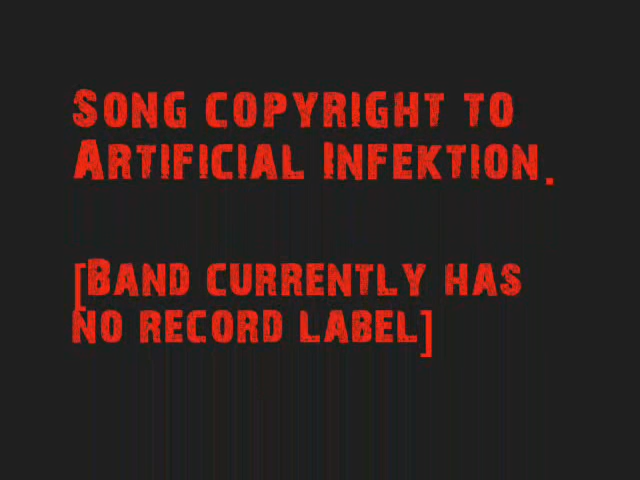 Song copyright to
Artificial Infektion.
[Band currently has
no record label]